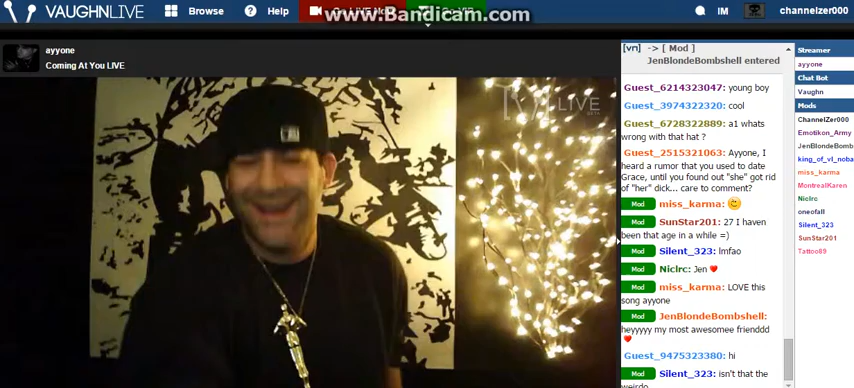 VAUGHNLIVE
Browse
Help
www.Bandicam.com
IM
channelzer000
ayyone
Coming At You LIVE
LIVE
[vn] -> [ Mod ]
JenBlondeBombshell entered
Guest_6214323047: young boy
Guest_3974322320: cool
Guest_6728322889: a1 whats
wrong with that hat ?
Guest_2515321063: Ayyone, I
heard a rumor that you used to date
Grace, until you found out "she" got rid
of "her" dick... care to comment?
Mod miss_karma:
Mod SunStar201: 27 I haven
been that age in a while =)
Mod Silent_323: lmfao
Mod Niclrc: Jen
Mod miss_karma: LOVE this
song ayyone
Mod JenBlondeBombshell:
heyyyy my most awesomee frienddd
Guest_9475323380: hi
Mod Silent_323: isn't that the
weirdo
Streamer
ayyone
Chat Bot
Vaughn
Mods
ChannelZer000
Emotikon_Army
JenBlondeBomb
king_of_vl_noba
miss_karma
MontrealKaren
Niclrc
onecfall
Silent_323
SunStar201
Tattoo89